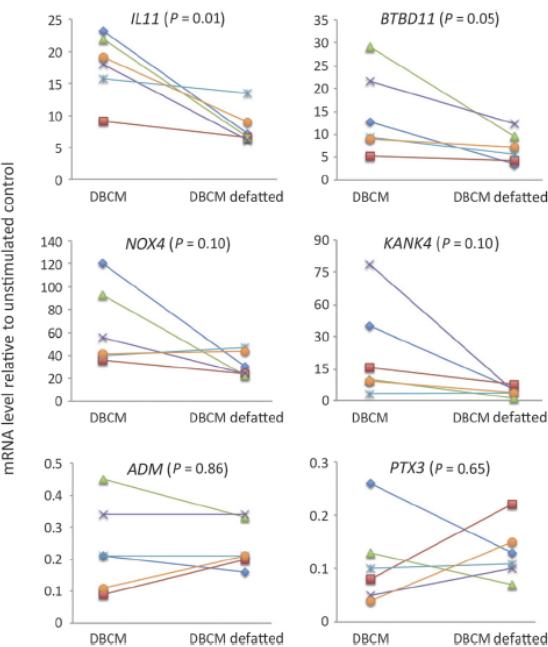 mRNA level relative to unstimulated control
IL11 (P = 0.01)
25
20
15
10
5
0
DBCM DBCM defatted
BTBD11 (P = 0.05)
35
30
25
20
15
10
5
0
DBCM DBCM defatted
NOX4 (P = 0.10)
140
120
100
80
60
40
20
0
DBCM DBCM defatted
KANK4 (P = 0.10)
90
75
60
30
15
0
DBCM DBCM defatted
ADM (P = 0.86)
0.5
0.4
0.3
0.2
0.1
0
DBCM DBCM defatted
PTX3 (P = 0.65)
0.3
0.2
0.1
0
DBCM DBCM defatted